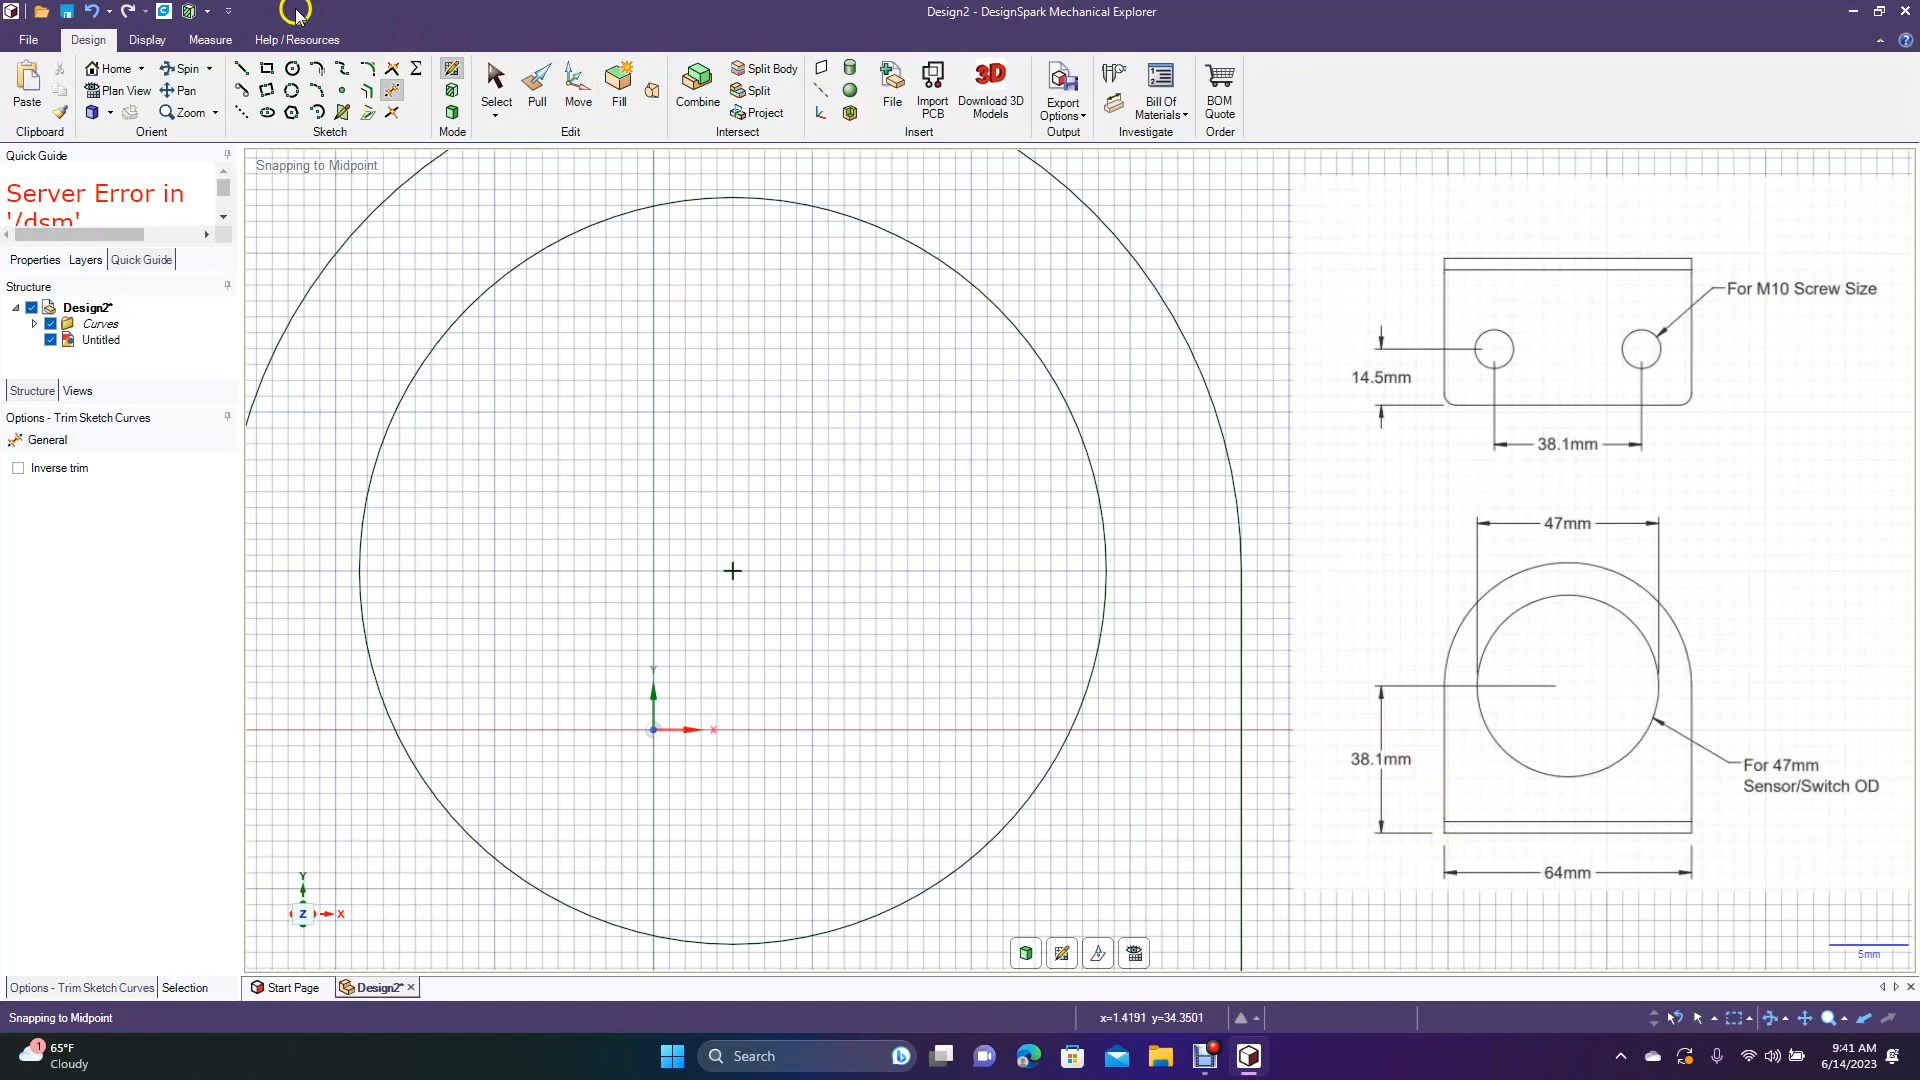 Design2 - DesignSpark Mechanical Explorer
File Design Display Measure Help / Resources
Paste
Clipboard
Home Spin
Plan View Pan
Zoom
Orient
Sketch
Mode
Select Pull Move Fill
Edit
Combine
Split Body
Split
Project
Intersect
File Import PCB Download 3D Models
3D
Insert
Export Options
Output
Bill Of Materials
Investigate
BOM Quote
Order
Quick Guide
Server Error in
'/dsm'
Properties Layers Quick Guide
Structure
Design2*
Curves
Untitled
Structure Views
Options - Trim Sketch Curves
General
Inverse trim
Snapping to Midpoint
Y
X
Y
Z X
For M10 Screw Size
14.5mm
38.1mm
47mm
38.1mm
For 47mm
Sensor/Switch OD
64mm
5mm
Options - Trim Sketch Curves Selection
Start Page Design2*
Snapping to Midpoint
x=1.4191 y=34.3501
1
65°F
Cloudy
Search
9:41 AM
6/14/2023